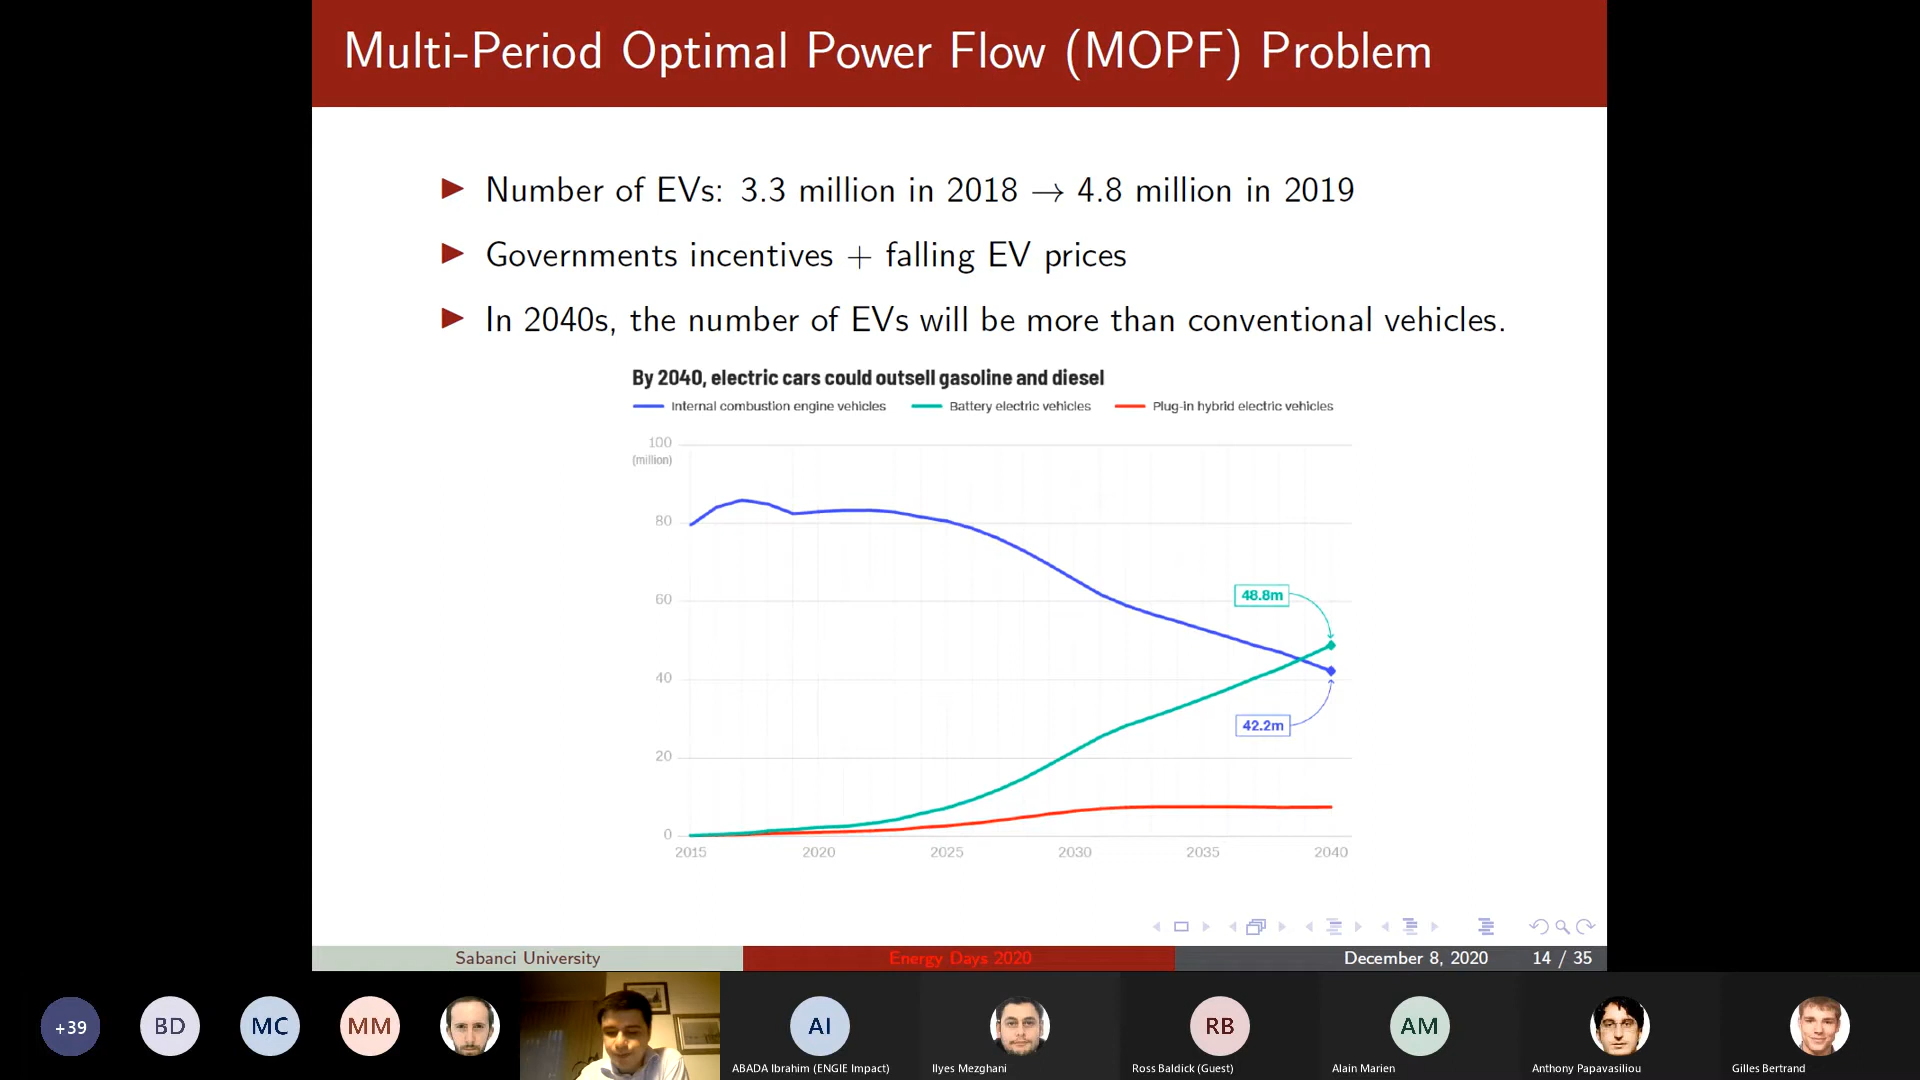 Multi-Period Optimal Power Flow (MOPF) Problem
Number of EVs: 3.3 million in 2018 → 4.8 million in 2019
Governments incentives + falling EV prices
In 2040s, the number of EVs will be more than conventional vehicles.
By 2040, electric cars could outsell gasoline and diesel
Internal combustion engine vehicles Battery electric vehicles Plug-in hybrid electric vehicles
100
(million)
80
60
40
20
0
48.8m
42.2m
2015 2020 2025 2030 2035 2040
Sabanci University Energy Days 2020 December 8, 2020 14 / 35
+39 BD MC MM AI RB AM
ABADA Ibrahim (ENGIE Impact) Ilyes Mezghani Ross Baldick (Guest) Alain Marien Anthony Papavasiliou Gilles Bertrand